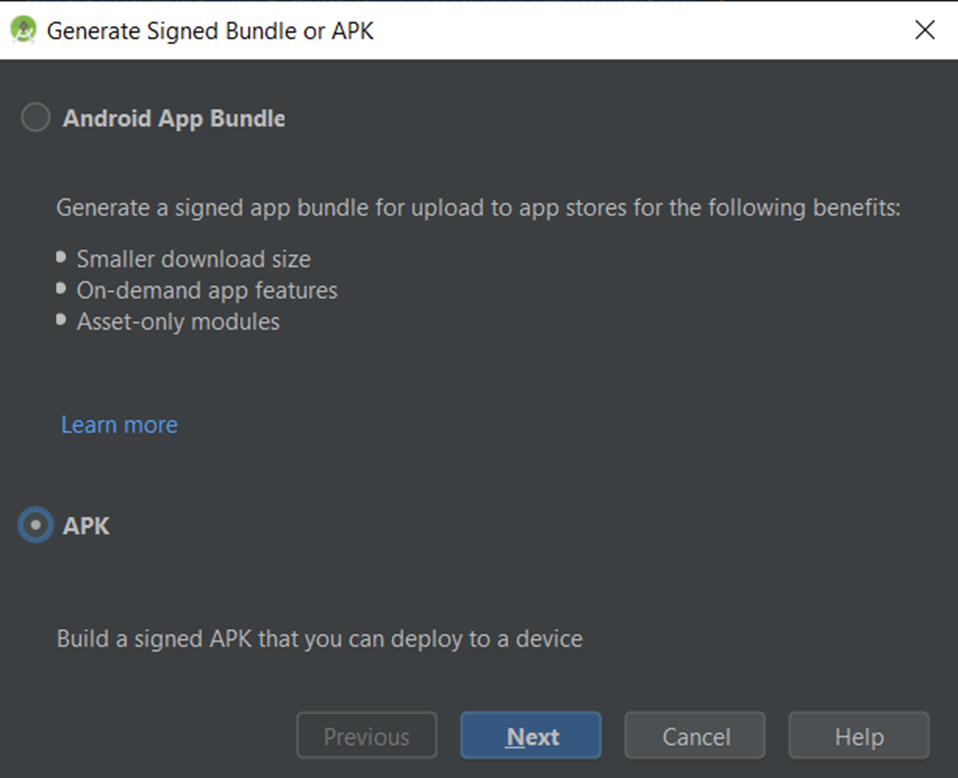 Generate Signed Bundle or APK
Android App Bundle
Generate a signed app bundle for upload to app stores for the following benefits:
Smaller download size
On-demand app features
Asset-only modules
Learn more
APK
Build a signed APK that you can deploy to a device
Previous Next Cancel Help